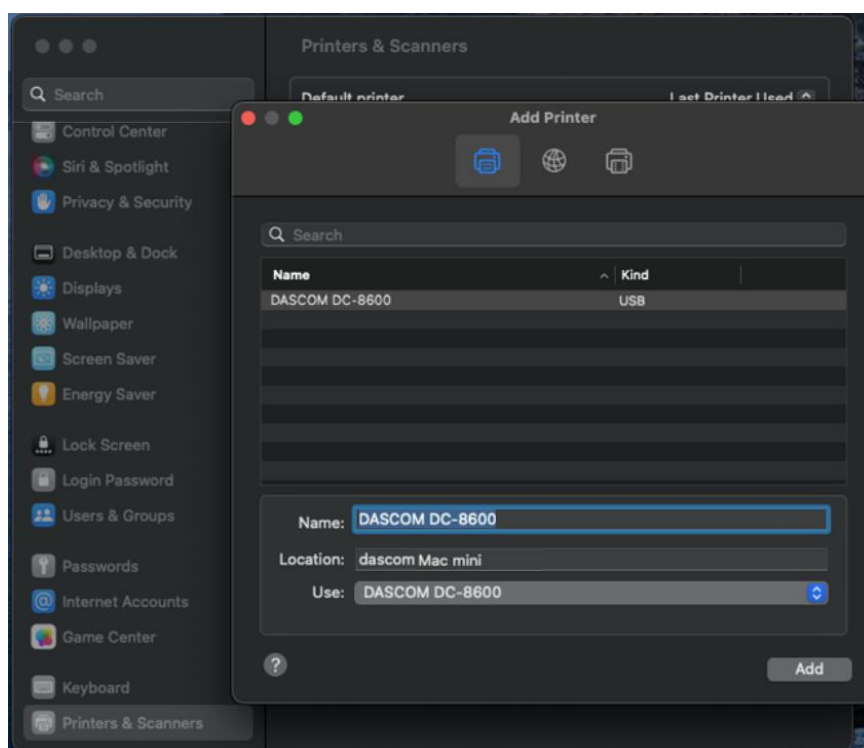 Printers & Scanners
Search
Default printer
Last Printer Used
Control Center
Siri & Spotlight
Privacy & Security
Desktop & Dock
Displays
Wallpaper
Screen Saver
Energy Saver
Lock Screen
Login Password
Users & Groups
Passwords
Internet Accounts
Game Center
Keyboard
Printers & Scanners
Add Printer
Search
Name Kind
DASCOM DC-8600 USB
Name: DASCOM DC-8600
Location: dascom Mac mini
Use: DASCOM DC-8600
?
Add